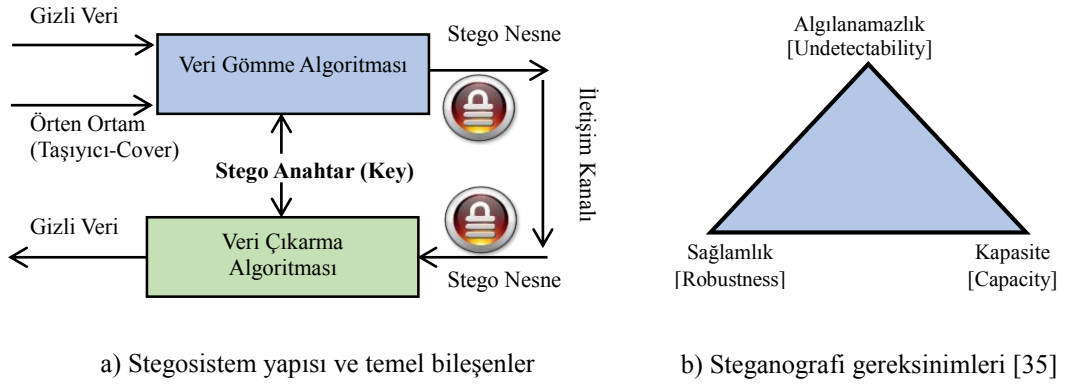 Gizli Veri
Stego Nesne
Veri Gömme Algoritması
Örten Ortam
(Taşıyıcı-Cover)
İletişim Kanalı
Stego Anahtar (Key)
Gizli Veri
Veri Çıkarma
Algoritması
Stego Nesne
a) Stegosistem yapısı ve temel bileşenler
Algılanamazlık
[Undetectability]
Sağlamlık
[Robustness]
Kapasite
[Capacity]
b) Steganografi gereksinimleri [35]